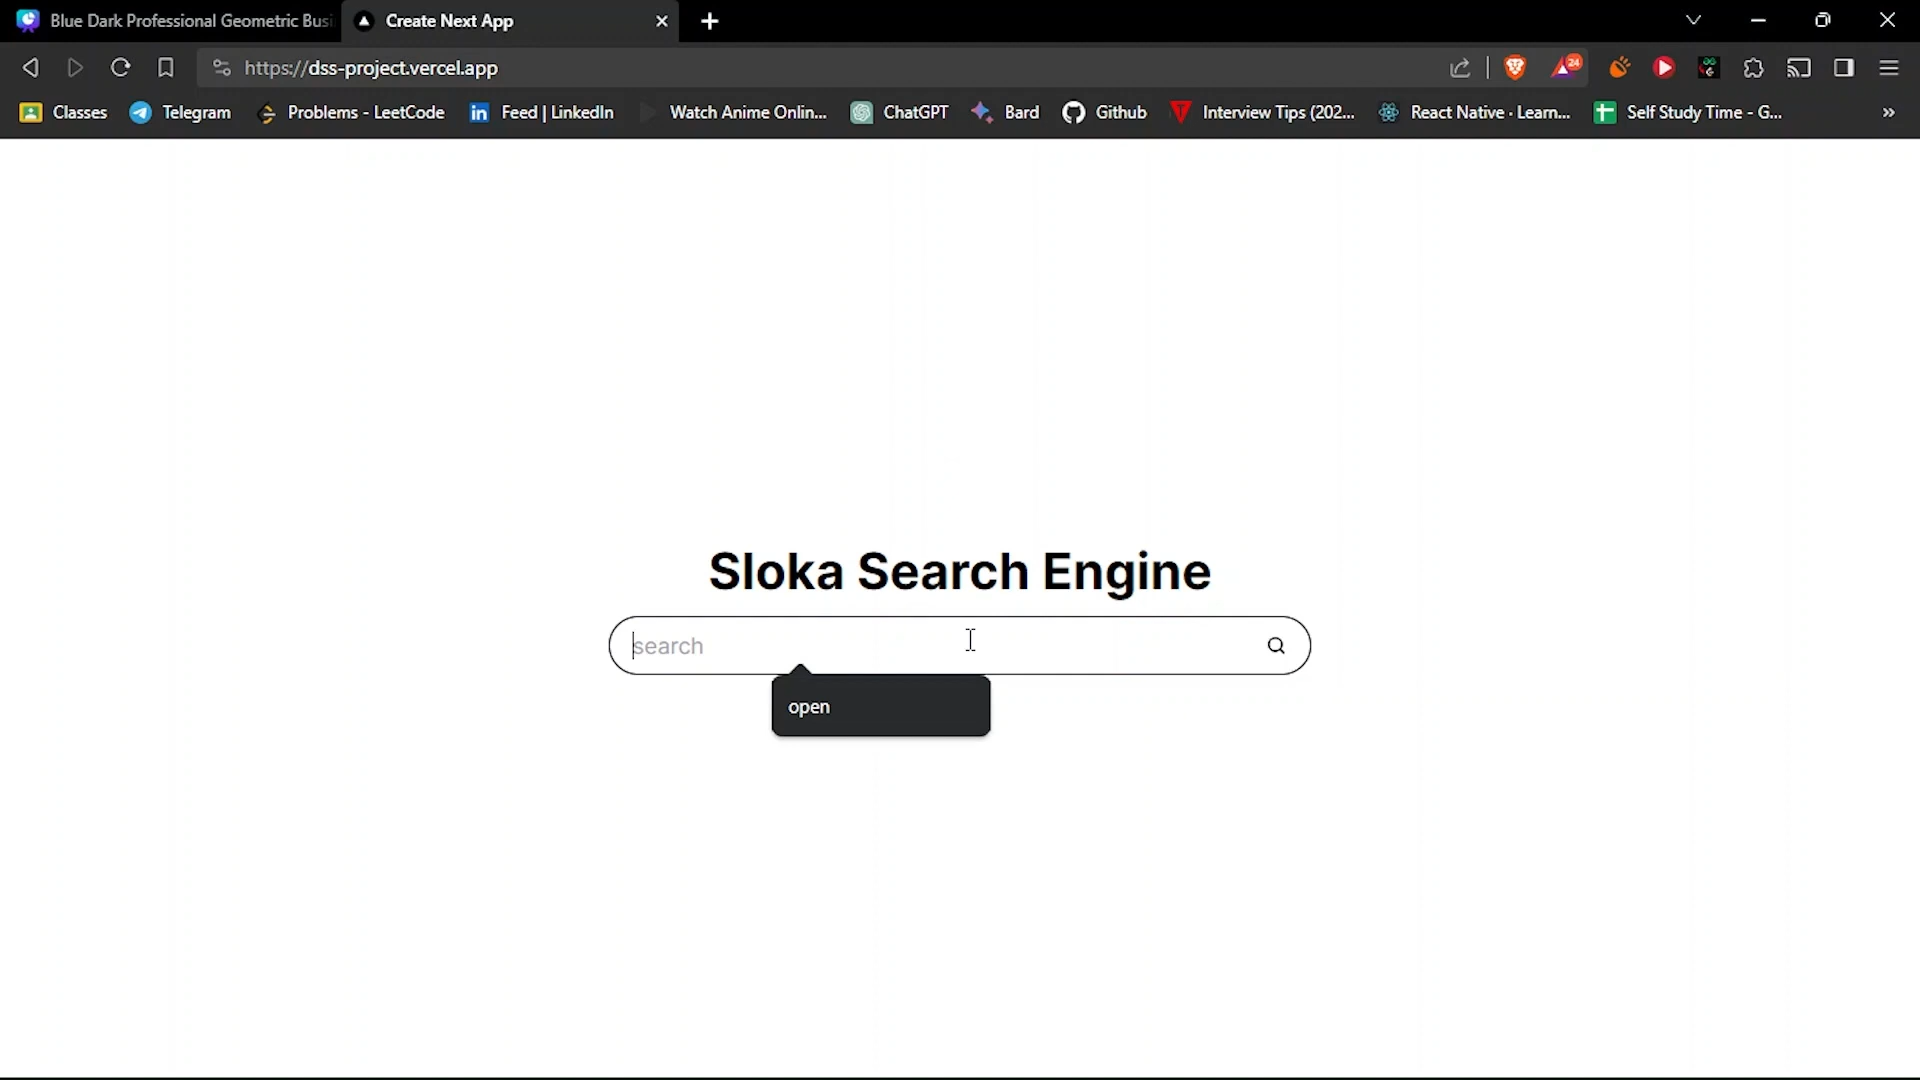 Blue Dark Professional Geometric Busi
Create Next App
https://dss-project.vercel.app
24
Classes
Telegram
Problems - LeetCode
Feed | LinkedIn
Watch Anime Onlin...
ChatGPT
Bard
Github
Interview Tips (202...
React Native · Learn...
Self Study Time - G...
Sloka Search Engine
search
open